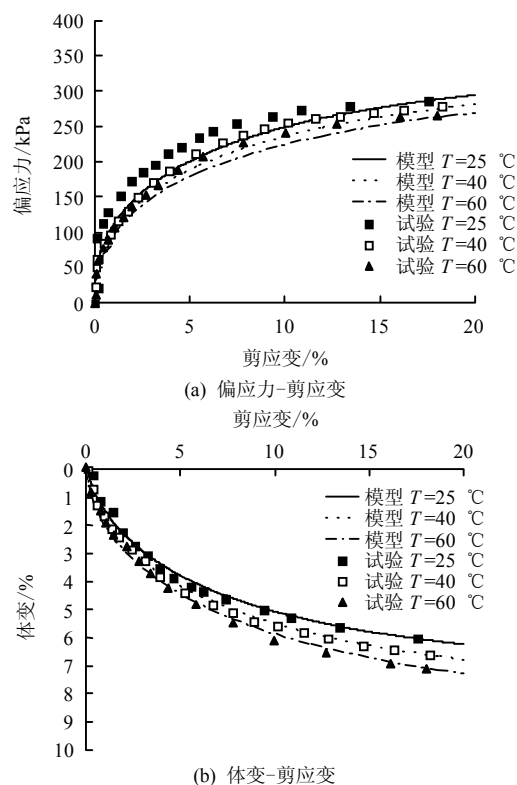 400
350
300
250
200
150
100
50
0
偏应力/kPa
模型 T=25 ℃
模型 T=40 ℃
模型 T=60 ℃
试验 T=25 ℃
试验 T=40 ℃
试验 T=60 ℃
0 5 10 15 20
剪应变/%
(a) 偏应力-剪应变
剪应变/%
0 5 10 15 20
0
1
2
3
4
5
6
7
8
9
10
体变/%
模型 T=25 ℃
模型 T=40 ℃
模型 T=60 ℃
试验 T=25 ℃
试验 T=40 ℃
试验 T=60 ℃
(b) 体变-剪应变